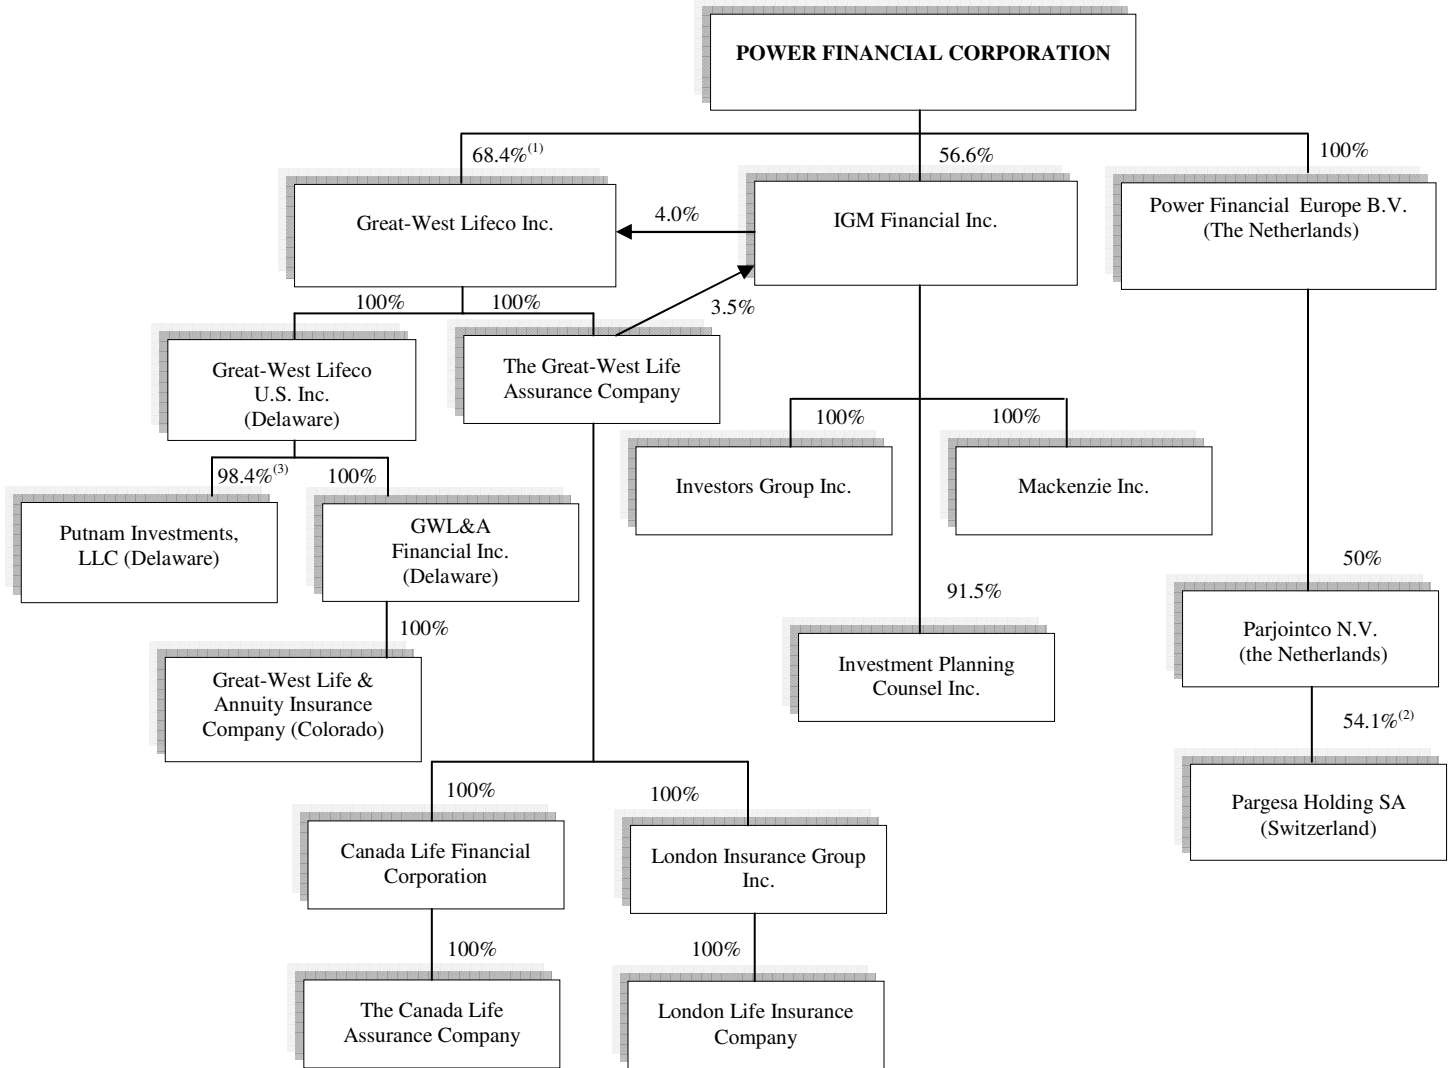 POWER FINANCIAL CORPORATION
68.4%(1)
56.6%
100%
Great-West Lifeco Inc.
4.0%
IGM Financial Inc.
Power Financial Europe B.V.
(The Netherlands)
100%
100%
3.5%
Great-West Lifeco
U.S. Inc.
(Delaware)
The Great-West Life
Assurance Company
100%
100%
98.4%(3)
100%
Investors Group Inc.
Mackenzie Inc.
Putnam Investments,
LLC (Delaware)
GWL&A
Financial Inc.
(Delaware)
50%
91.5%
100%
Parjointco N.V.
(the Netherlands)
Investment Planning
Counsel Inc.
Great-West Life &
Annuity Insurance
Company (Colorado)
54.1%(2)
100%
100%
Pargesa Holding SA
(Switzerland)
Canada Life Financial
Corporation
London Insurance Group
Inc.
100%
100%
The Canada Life
Assurance Company
London Life Insurance
Company